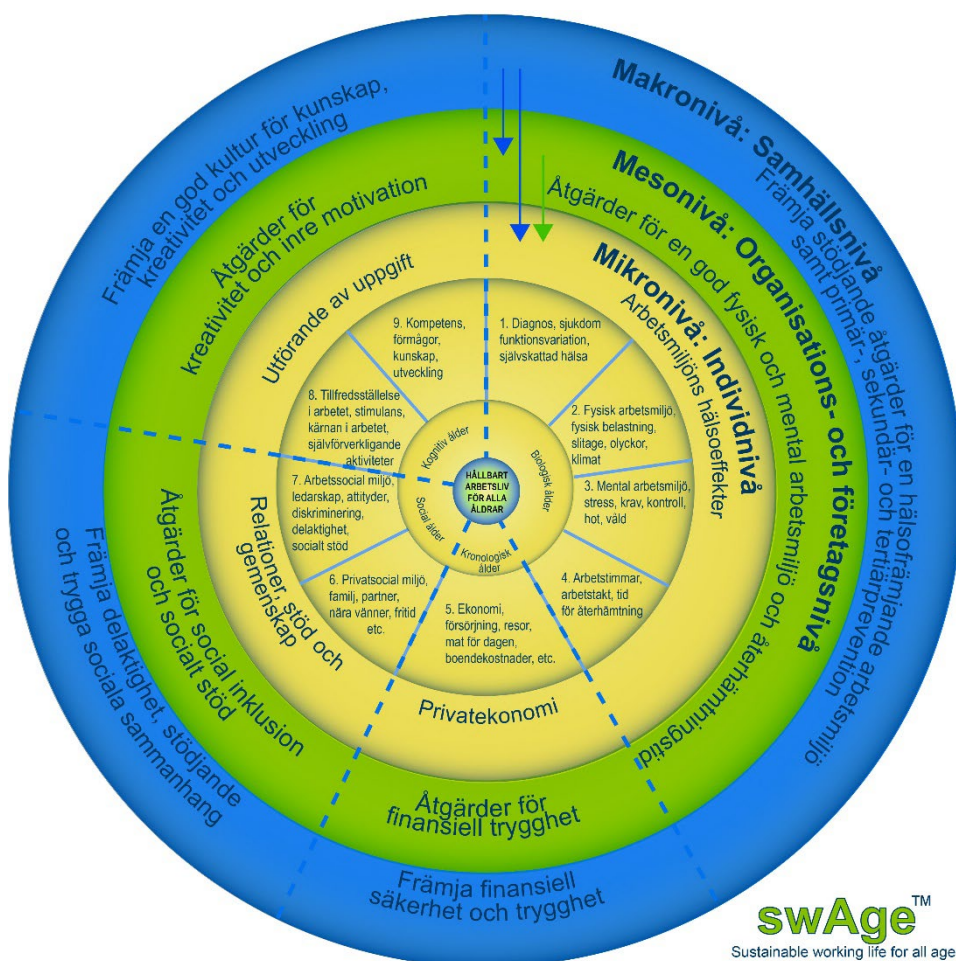 Makronivå: Samhällsnivå
Främja stödjande åtgärder för en hälsofrämjande arbetsmiljö
samt primär-, sekundär- och tertiärprevention
Mesonivå: Organisations- och företagsnivå
Åtgärder för en god fysisk och mental arbetsmiljö och återhämtningstid
Mikronivå: Individnivå
Arbetsmiljöns hälsoeffekter
Främja en god kultur för kunskap,
kreativitet och utveckling
Åtgärder för
kreativitet och inre motivation
Utförande av uppgift
1. Diagnos, sjukdom
funktionsvariation,
självskattad hälsa
2. Fysisk arbetsmiljö,
fysisk belastning,
slitage, olyckor,
klimat
3. Mental arbetsmiljö,
stress, krav, kontroll,
hot, våld
4. Arbetstimmar,
arbetstakt, tid
för återhämtning
5. Ekonomi,
försörjning, resor,
mat för dagen,
boendekostnader, etc.
6. Privatsocial miljö,
familj, partner,
nära vänner, fritid
etc.
7. Arbetssocial miljö,
ledarskap, attityder,
diskriminering,
delaktighet,
socialt stöd
8. Tillfredsställelse
i arbetet, stimulans,
kärnan i arbetet,
självförverkligande
aktiviteter
9. Kompetens,
förmågor,
kunskap,
utveckling
Kognitiv ålder
Biologisk ålder
Kronologisk
ålder
Social ålder
HÅLLBART
ARBETSLIV
FÖR ALLA
ÅLDRAR
Relationer, stöd och
gemenskap
Åtgärder för social inklusion
och socialt stöd
Främja delaktighet, stödjande
och trygga sociala sammanhang
Privatekonomi
Åtgärder för
finansiell trygghet
Främja finansiell
säkerhet och trygghet
swAge™
Sustainable working life for all age